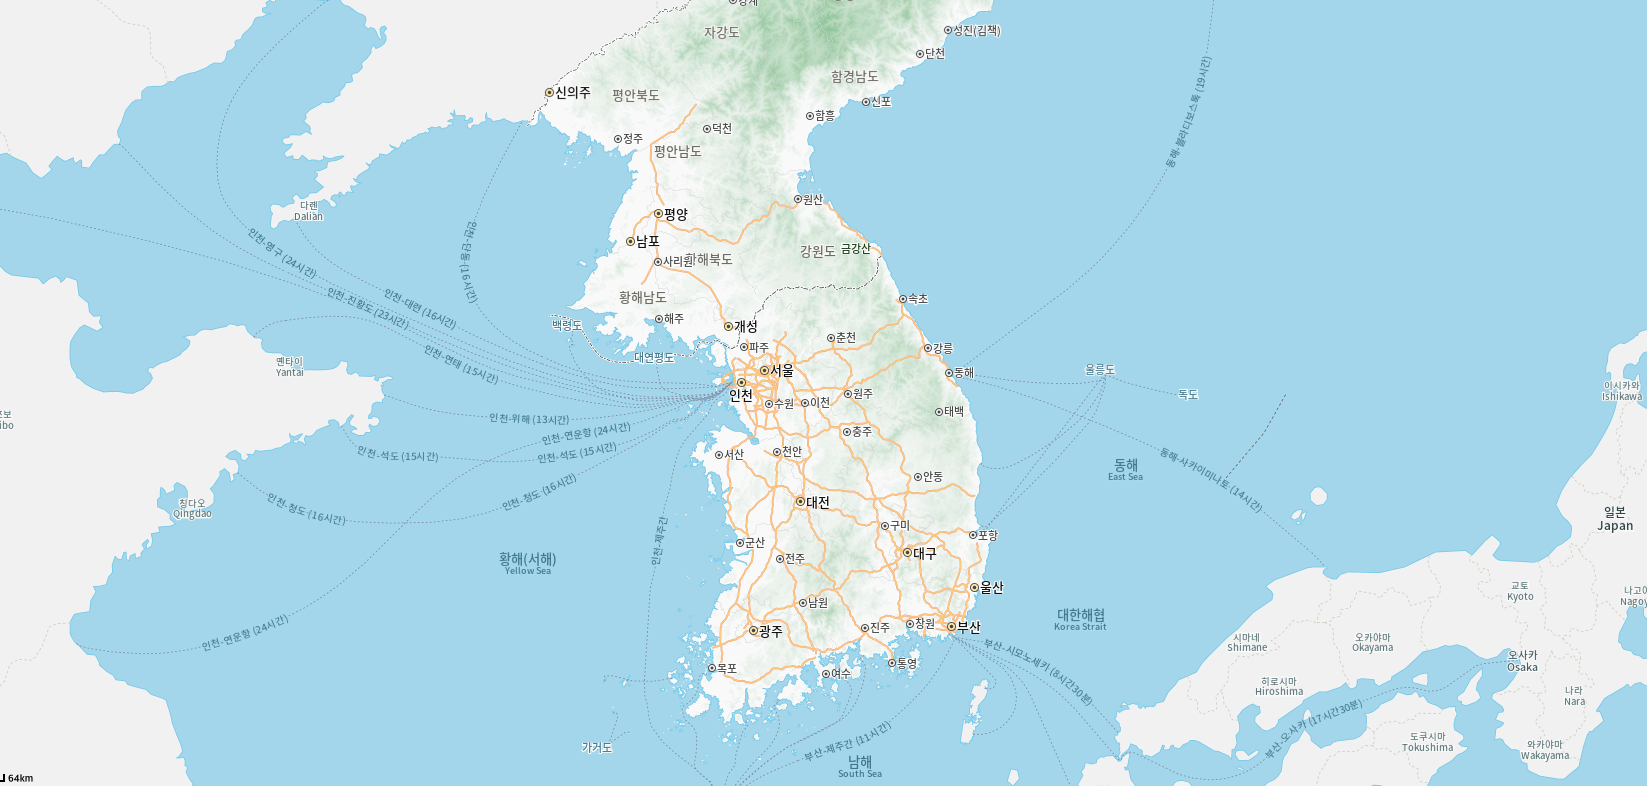 강계
성진(김책)
자강도
단천
함경남도
신의주
평안북도
신포
함흥
덕천
정주
평안남도
동해-블라디보스톡 (19시간)
원산
다롄
Dalian
평양
남포
금강산
강원도
사리원
황해북도
인천-영구 (24시간)
인천-단동 (16시간)
인천-진황도 (23시간)
인천-대련 (16시간)
황해남도
속초
해주
백령도
개성
춘천
파주
강릉
대연평도
인천-연태 (15시간)
옌타이
Yantai
서울
동해
울릉도
독도
이시카와
Ishikawa
인천
수원
이천
원주
태백
인천-위해 (13시간)
인천-연운항 (24시간)
충주
인천-석도 (15시간)
인천-석도 (15시간)
서산
천안
동해
East Sea
동해-사카이미나토 (14시간)
안동
인천-청도 (16시간)
인천-청도 (16시간)
칭다오
Qingdao
대전
일본
Japan
구미
포항
인천-제주간
군산
대구
전주
황해(서해)
Yellow Sea
울산
교토
Kyoto
남원
대한해협
Korea Strait
인천-연운항 (24시간)
광주
진주
창원
부산
시마네
Shimane
오카야마
Okayama
오사카
Osaka
부산-시모노세키 (8시간30분)
목포
여수
통영
히로시마
Hiroshima
나라
Nara
가거도
부산-제주간 (11시간)
부산-오사카 (17시간30분)
도쿠시마
Tokushima
와카야마
Wakayama
남해
South Sea
64km